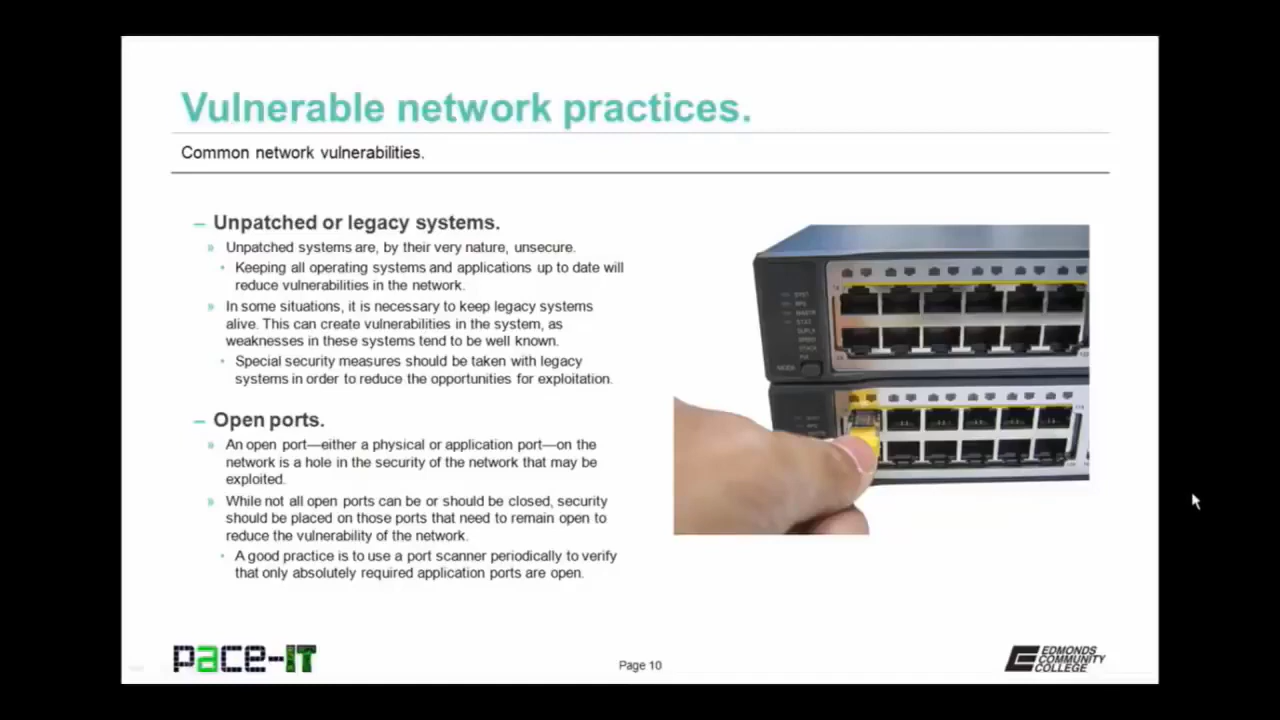 Vulnerable network practices.
Common network vulnerabilities.
– Unpatched or legacy systems.
» Unpatched systems are, by their very nature, unsecure.
• Keeping all operating systems and applications up to date will
reduce vulnerabilities in the network.
» In some situations, it is necessary to keep legacy systems
alive. This can create vulnerabilities in the system, as
weaknesses in these systems tend to be well known.
• Special security measures should be taken with legacy
systems in order to reduce the opportunities for exploitation.
– Open ports.
» An open port—either a physical or application port—on the
network is a hole in the security of the network that may be
exploited.
» While not all open ports can be or should be closed, security
should be placed on those ports that need to remain open to
reduce the vulnerability of the network.
• A good practice is to use a port scanner periodically to verify
that only absolutely required application ports are open.
MODE
pace-IT
Page 10
EDMONDS
COMMUNITY
COLLEGE